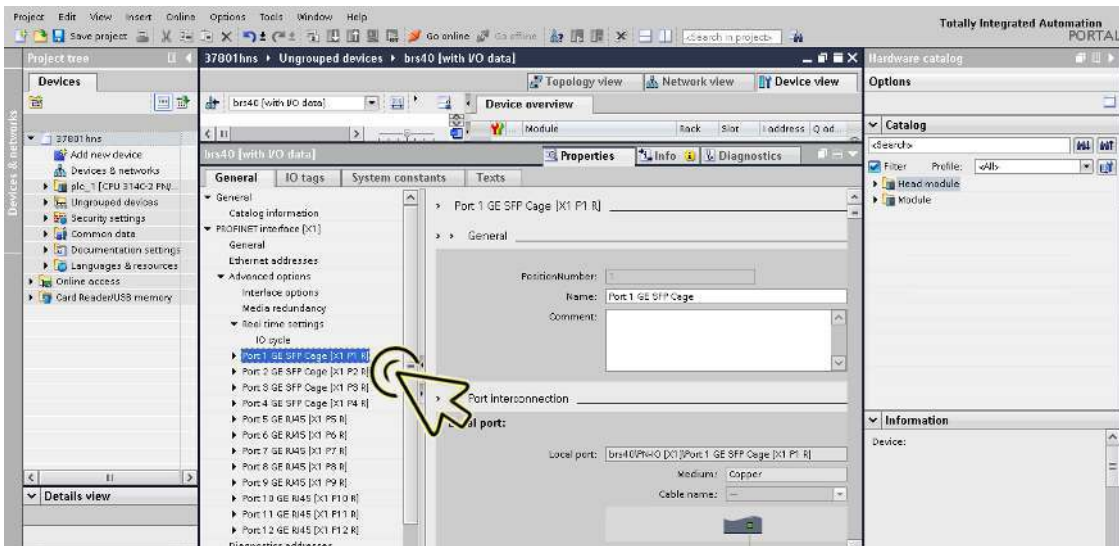 Project Edit View Insert Online Options Tools Window Help
Totally Integrated Automation
PORTAL
Save project
Go online
Go offline
<Search in project>
Project tree
37801hns Ungrouped devices brs40 [with I/O data]
Hardware catalog
Devices
Topology view
Network view
Device view
Options
brs40 [with I/O data]
Device overview
Module Rack Slot I address Q ad...
Catalog
<Search>
Filter Profile: <All>
Head module
Module
Devices & networks
37801hns
Add new device
Devices & networks
plc_1 [CPU 314C-2 PN/...
Ungrouped devices
Security settings
Common data
Documentation settings
Languages & resources
Online access
Card Reader/USB memory
Details view
brs40 [with I/O data]
Properties
Info
Diagnostics
General IO tags System constants Texts
General
Catalog information
PROFINET interface [X1]
General
Ethernet addresses
Advanced options
Interface options
Media redundancy
Real time settings
IO cycle
Port 1 GE SFP Cage [X1 P1 R]
Port 2 GE SFP Cage [X1 P2 R]
Port 3 GE SFP Cage [X1 P3 R]
Port 4 GE SFP Cage [X1 P4 R]
Port 5 GE RJ45 [X1 P5 R]
Port 6 GE RJ45 [X1 P6 R]
Port 7 GE RJ45 [X1 P7 R]
Port 8 GE RJ45 [X1 P8 R]
Port 9 GE RJ45 [X1 P9 R]
Port 10 GE RJ45 [X1 P10 R]
Port 11 GE RJ45 [X1 P11 R]
Port 12 GE RJ45 [X1 P12 R]
Diagnostics addresses
Port 1 GE SFP Cage [X1 P1 R]
General
PositionNumber: 1
Name: Port 1 GE SFP Cage
Comment:
Port interconnection
port:
Local port: brs40\PN-IO [X1]\Port 1 GE SFP Cage [X1 P1 R]
Medium: Copper
Cable name: ---
Information
Device: